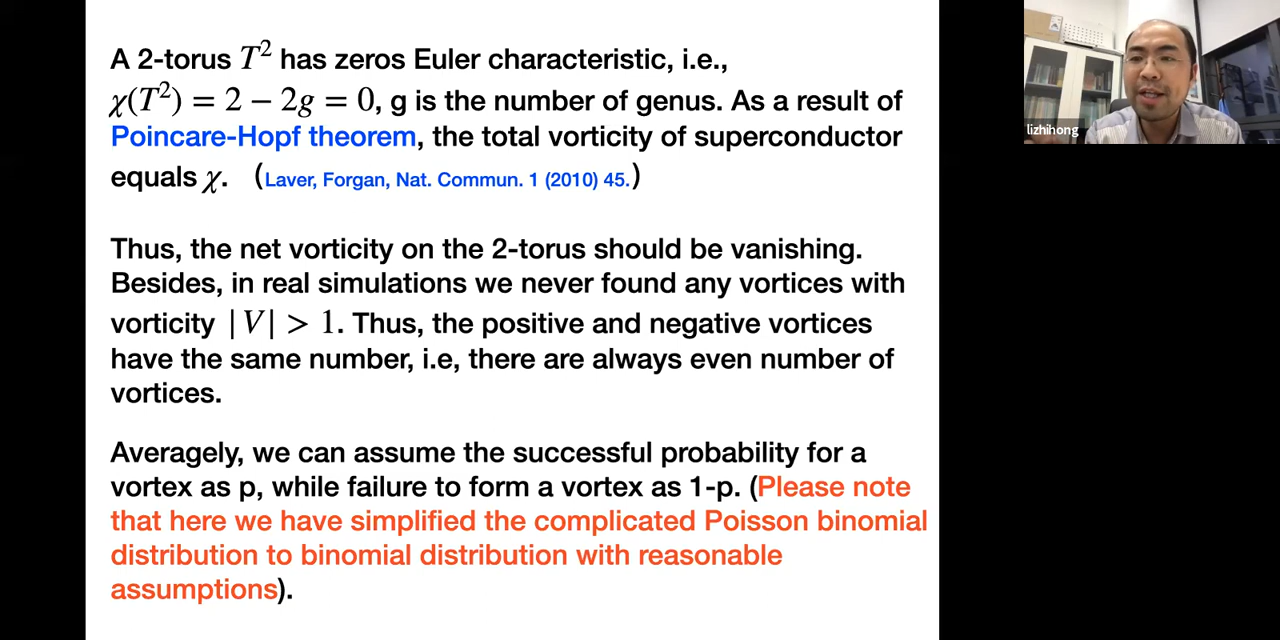 A 2-torus T² has zeros Euler characteristic, i.e.,
χ(T²) = 2 − 2g = 0, g is the number of genus. As a result of
Poincare-Hopf theorem, the total vorticity of superconductor
equals χ. (Laver, Forgan, Nat. Commun. 1 (2010) 45.)
Thus, the net vorticity on the 2-torus should be vanishing.
Besides, in real simulations we never found any vortices with
vorticity |V| > 1. Thus, the positive and negative vortices
have the same number, i.e, there are always even number of
vortices.
Averagely, we can assume the successful probability for a
vortex as p, while failure to form a vortex as 1-p. (Please note
that here we have simplified the complicated Poisson binomial
distribution to binomial distribution with reasonable
assumptions).
lizhihong